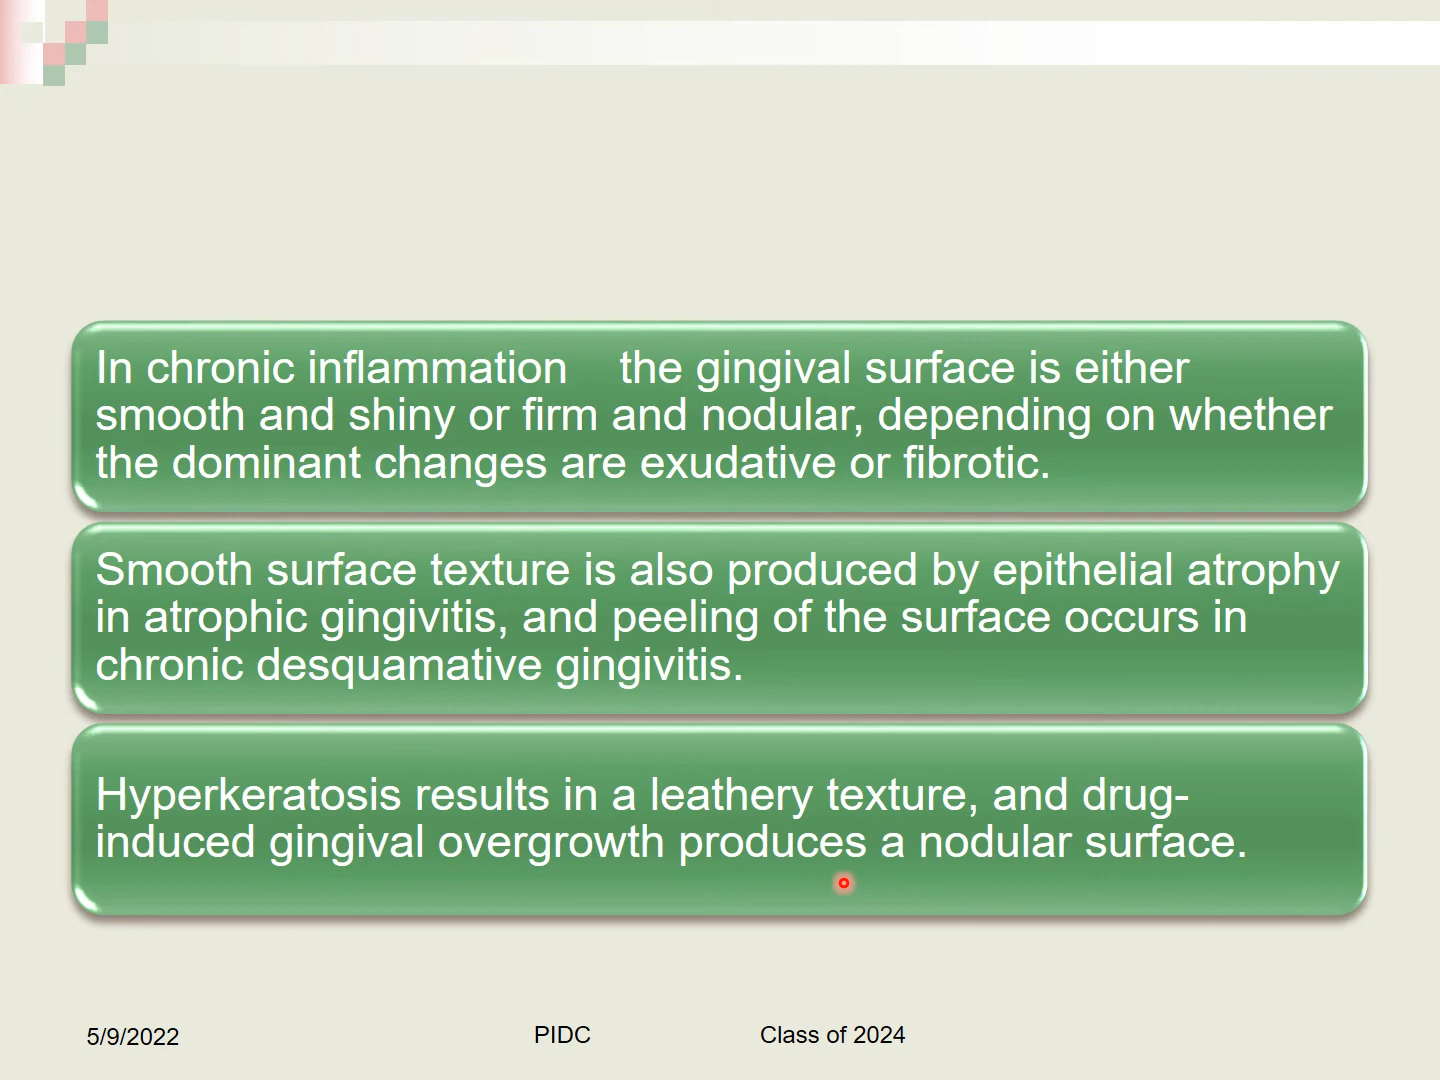 In chronic inflammation the gingival surface is either
smooth and shiny or firm and nodular, depending on whether
the dominant changes are exudative or fibrotic.
Smooth surface texture is also produced by epithelial atrophy
in atrophic gingivitis, and peeling of the surface occurs in
chronic desquamative gingivitis.
Hyperkeratosis results in a leathery texture, and drug-
induced gingival overgrowth produces a nodular surface.
5/9/2022 PIDC Class of 2024